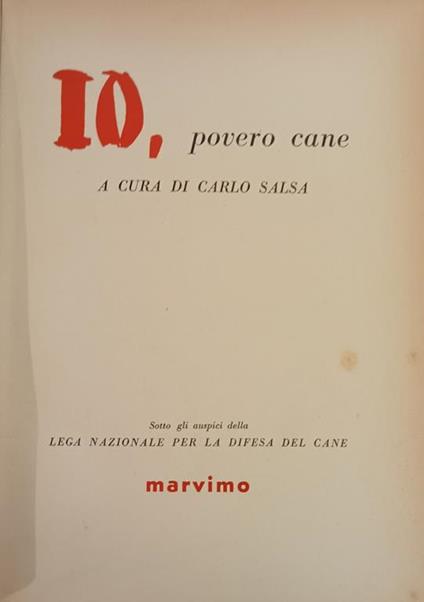 IO, povero cane
A CURA DI CARLO SALSA
Sotto gli auspici della
LEGA NAZIONALE PER LA DIFESA DEL CANE
marvimo